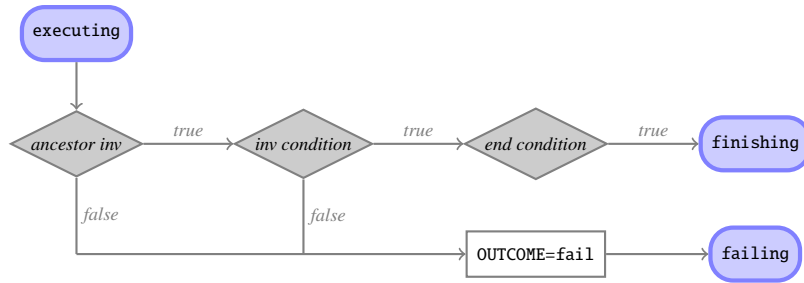 executing
true
true
true
ancestor inv
inv condition
end condition
finishing
false
false
OUTCOME=fail
failing